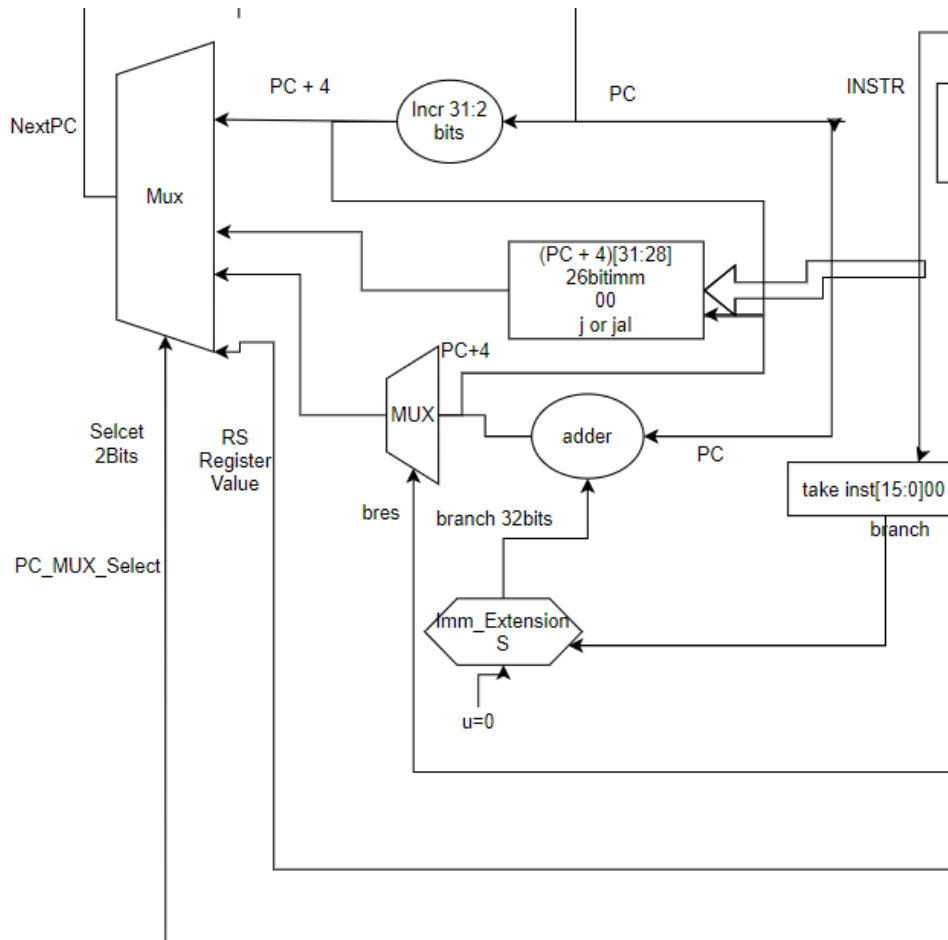 PC + 4
Incr 31:2
bits
PC
INSTR
NextPC
Mux
(PC + 4)[31:28]
26bitimm
00
j or jal
PC+4
MUX
adder
Selcet
2Bits
RS
Register
Value
PC
take inst[15:0]00
branch
bres
branch 32bits
PC_MUX_Select
Imm_Extension
S
u=0